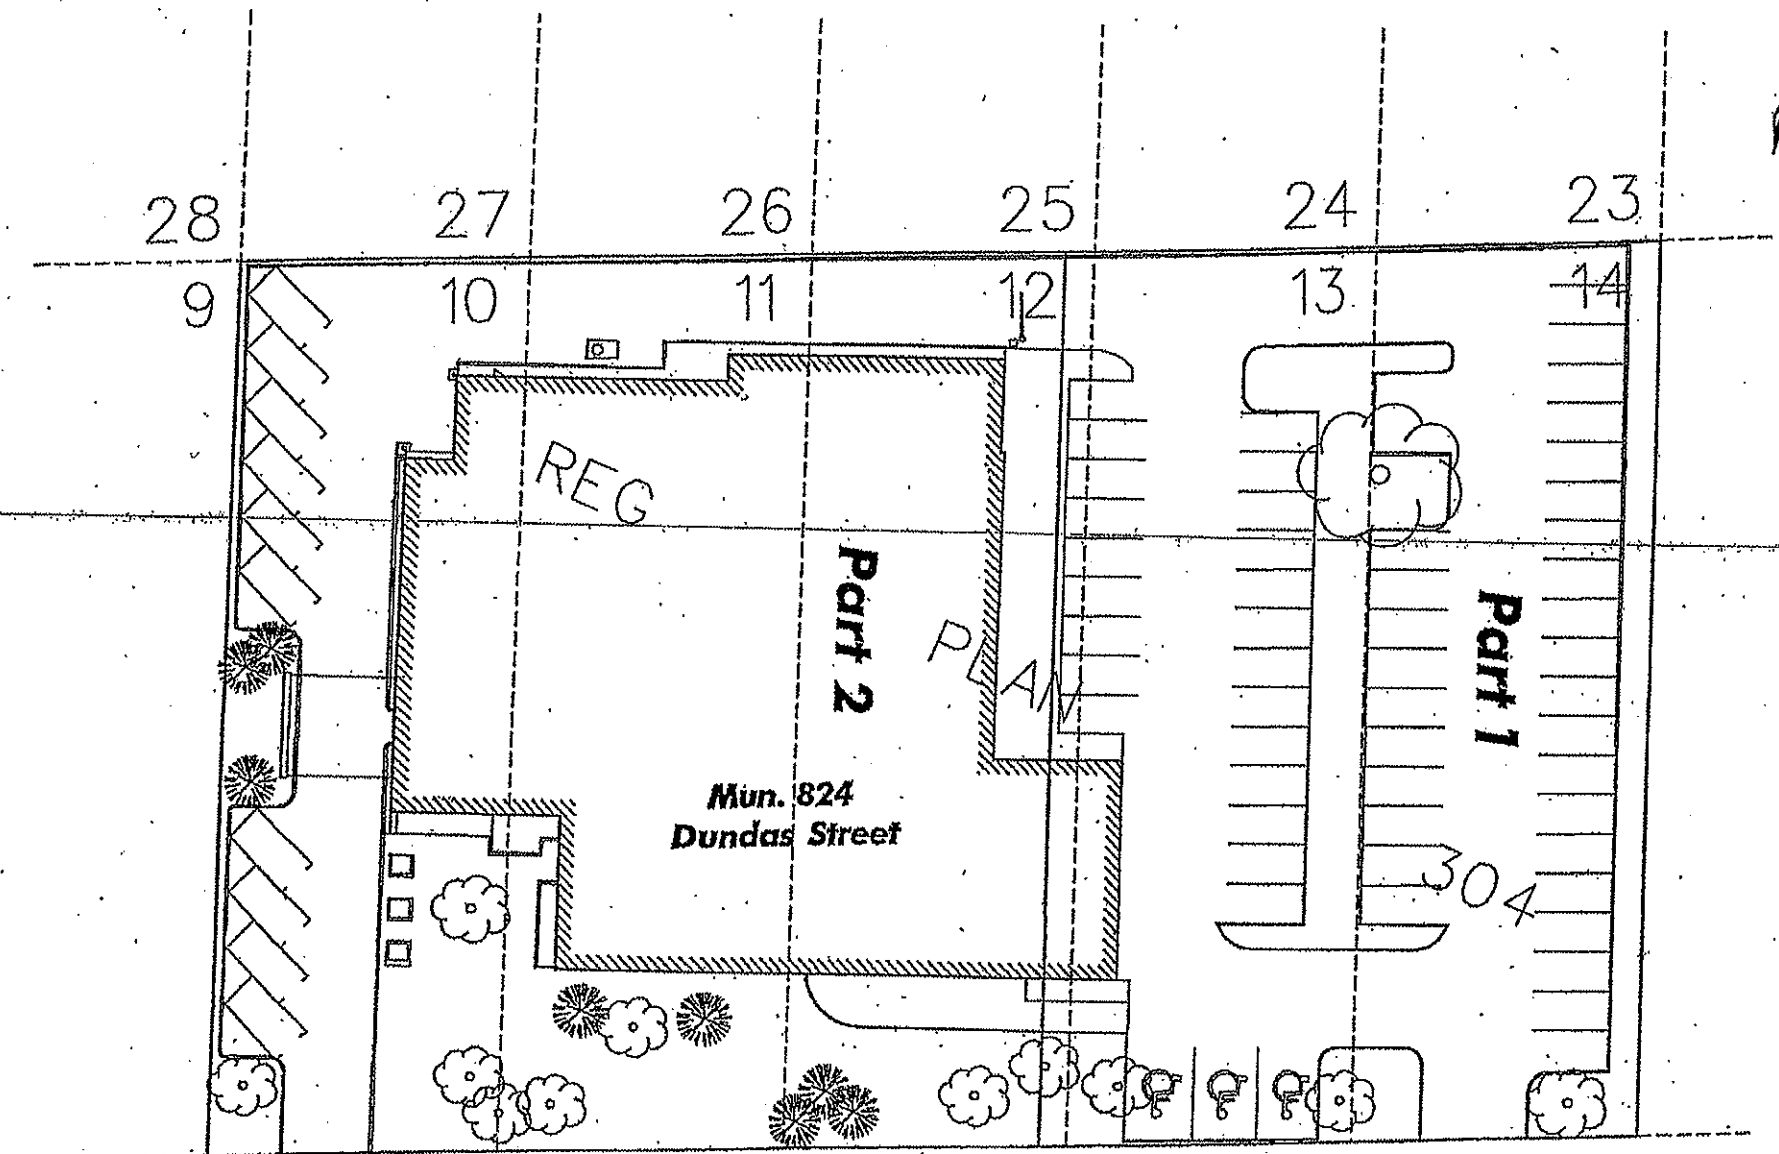 28 27 26 25 24 23
9 10 11 12 13 14
REG
Part 2
PLAN
Part 1
Mun. 824
Dundas Street
304